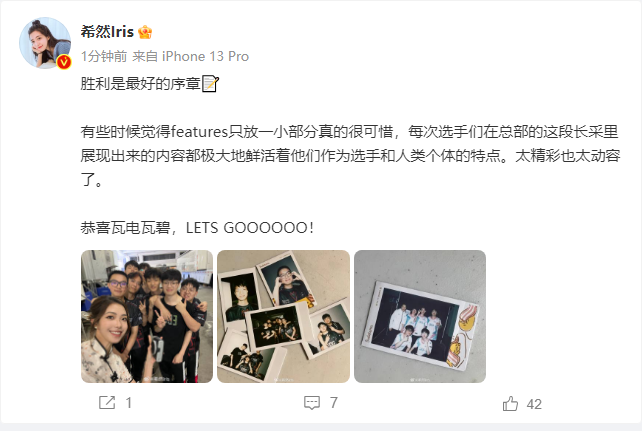 希然Iris
1分钟前 来自 iPhone 13 Pro
胜利是最好的序章📝
有些时候觉得features只放一小部分真的很可惜，每次选手们在总部的这段长采里
展现出来的内容都极大地鲜活着他们作为选手和人类个体的特点。太精彩也太动容
了。
恭喜瓦电瓦碧，LETS GOOOOOO！
1
7
42